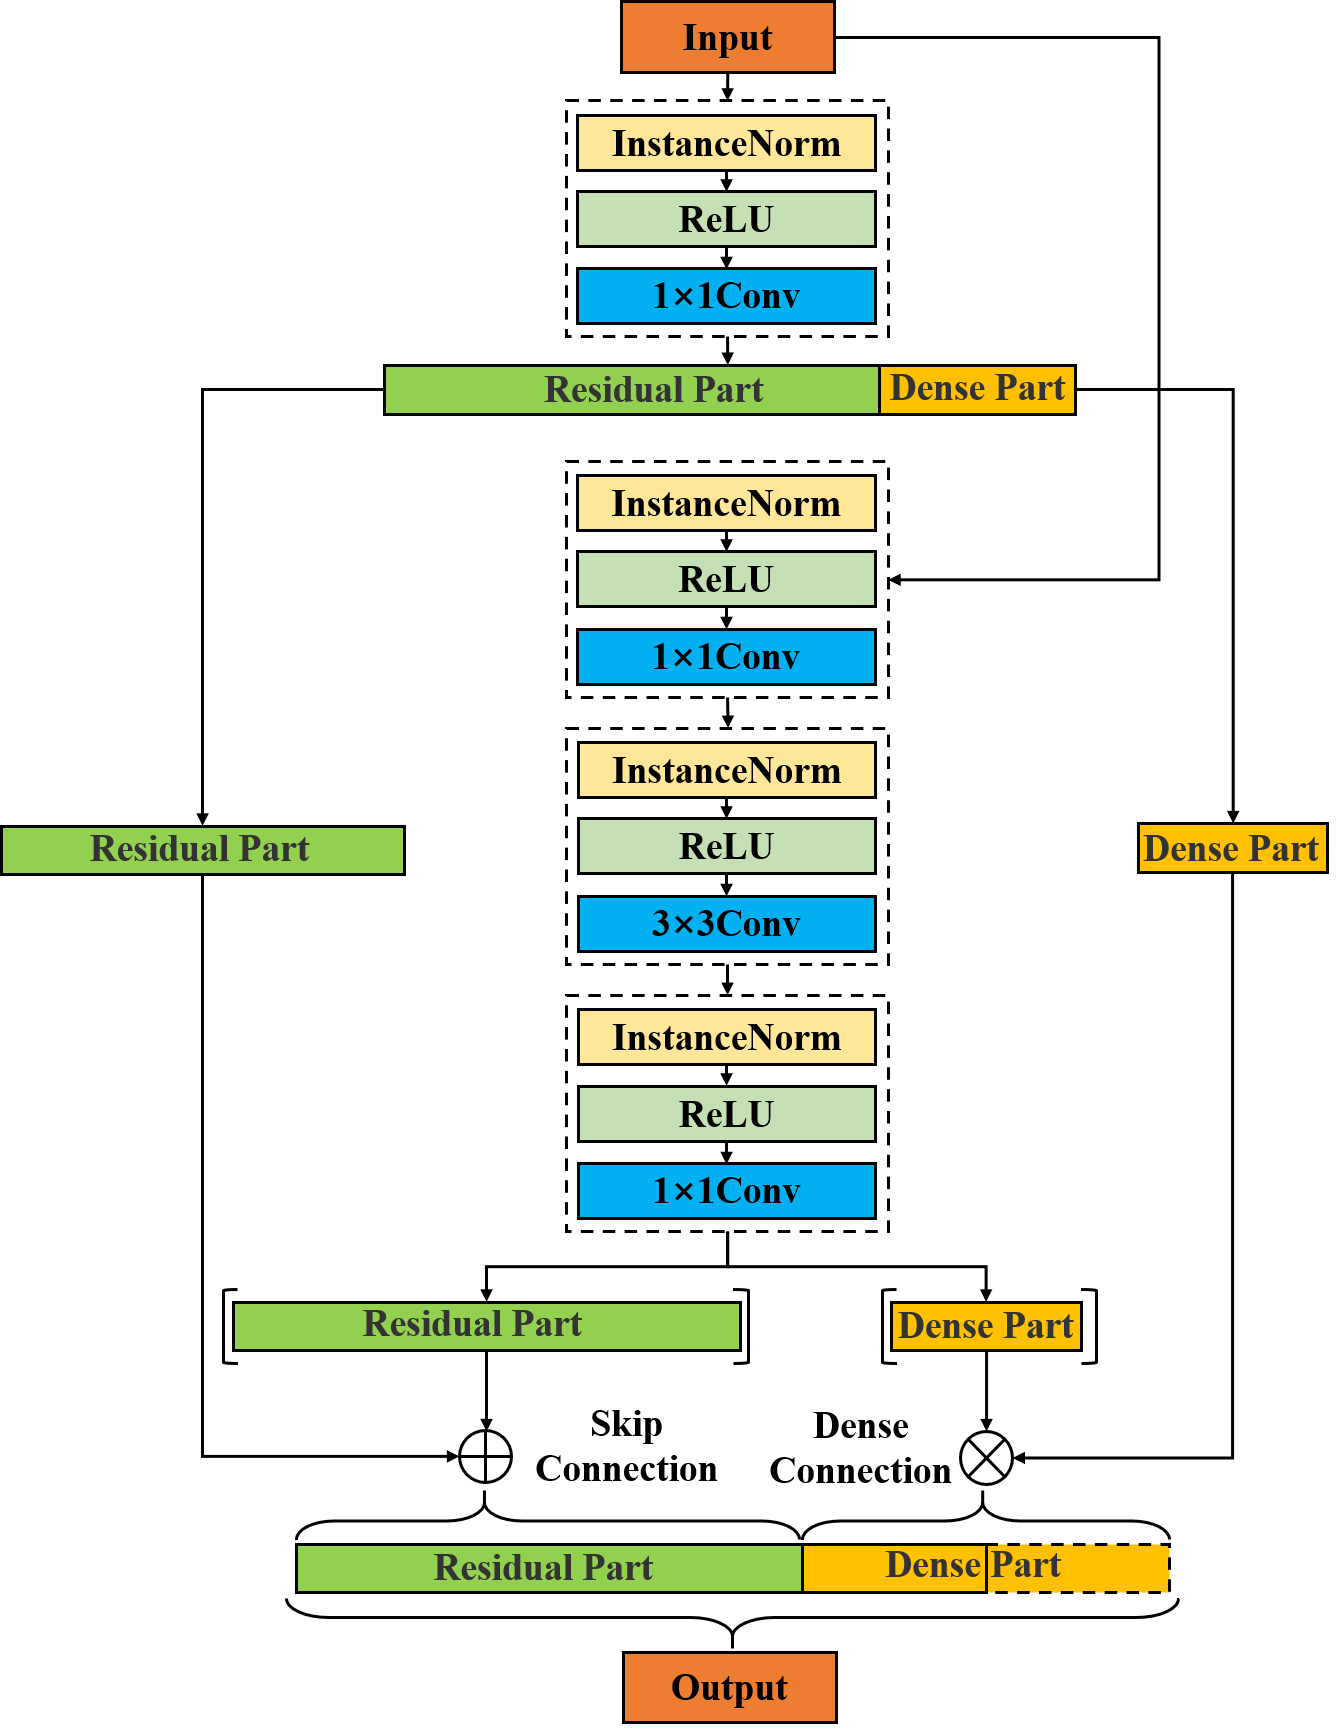 Input
InstanceNorm
ReLU
1×1Conv
Residual Part
Dense Part
InstanceNorm
ReLU
1×1Conv
InstanceNorm
ReLU
3×3Conv
Residual Part
Dense Part
InstanceNorm
ReLU
1×1Conv
Residual Part
Dense Part
Skip
Connection
Dense
Connection
Residual Part
Dense Part
Output